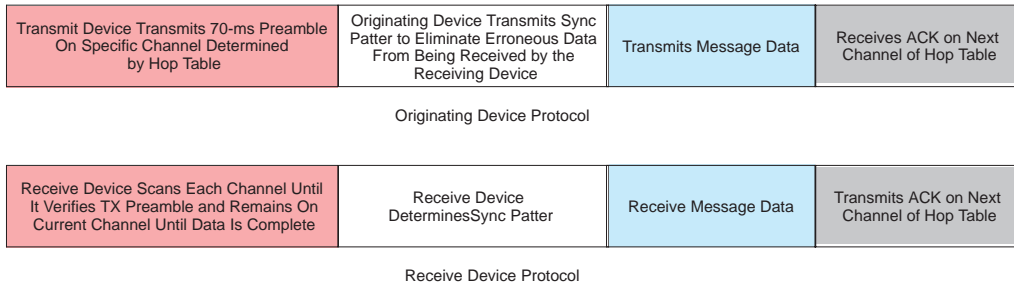 Transmit Device Transmits 70-ms Preamble
On Specific Channel Determined
by Hop Table
Originating Device Transmits Sync
Patter to Eliminate Erroneous Data
From Being Received by the
Receiving Device
Transmits Message Data
Receives ACK on Next
Channel of Hop Table
Originating Device Protocol
Receive Device Scans Each Channel Until
It Verifies TX Preamble and Remains On
Current Channel Until Data Is Complete
Receive Device
DeterminesSync Patter
Receive Message Data
Transmits ACK on Next
Channel of Hop Table
Receive Device Protocol